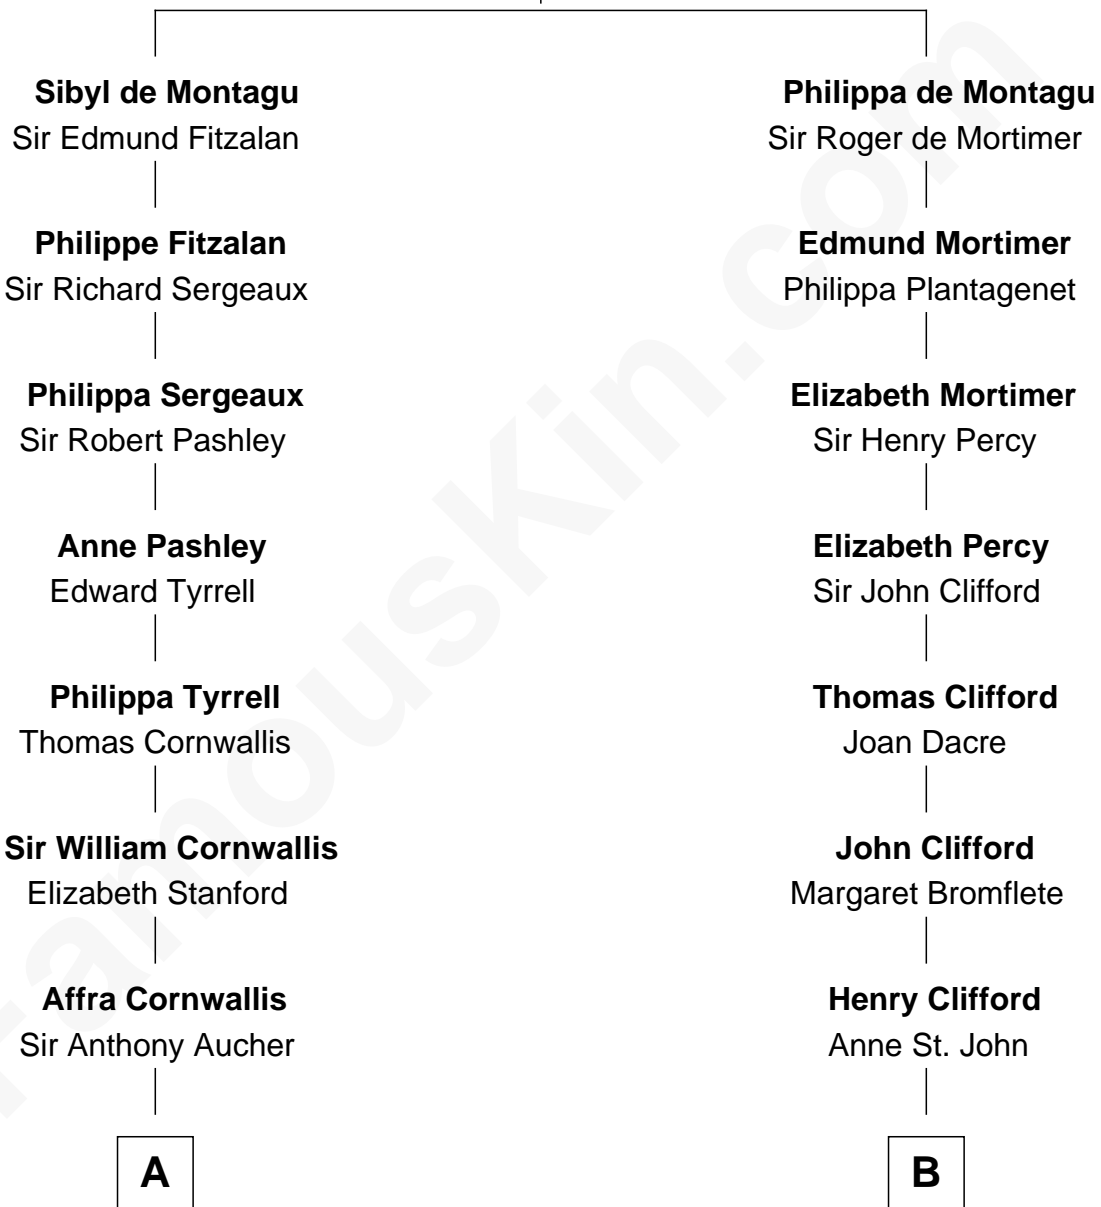 Sibyl de Montagu
Sir Edmund Fitzalan
Philippe Fitzalan
Sir Richard Sergeaux
Philippa Sergeaux
Sir Robert Pashley
Anne Pashley
Edward Tyrrell
Philippa Tyrrell
Thomas Cornwallis
Sir William Cornwallis
Elizabeth Stanford
Affra Cornwallis
Sir Anthony Aucher
A
Philippa de Montagu
Sir Roger de Mortimer
Edmund Mortimer
Philippa Plantagenet
Elizabeth Mortimer
Sir Henry Percy
Elizabeth Percy
Sir John Clifford
Thomas Clifford
Joan Dacre
John Clifford
Margaret Bromflete
Henry Clifford
Anne St. John
B
FamousKin.com